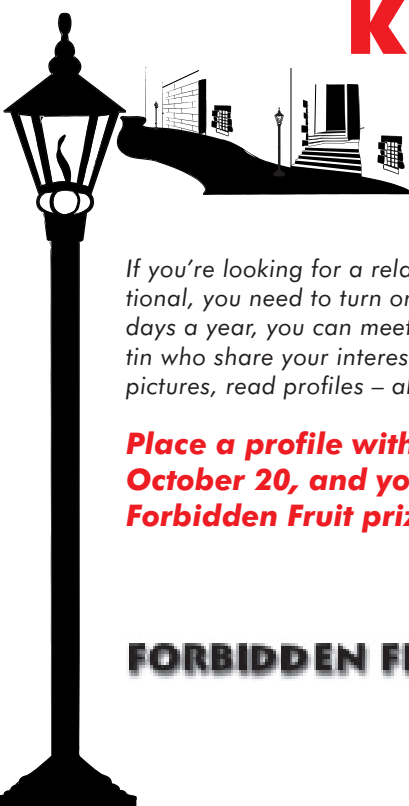 K
If you're looking for a rela
tional, you need to turn or
days a year, you can meet
tin who share your interes
pictures, read profiles – al
Place a profile with
October 20, and yo
Forbidden Fruit priz
FORBIDDEN F